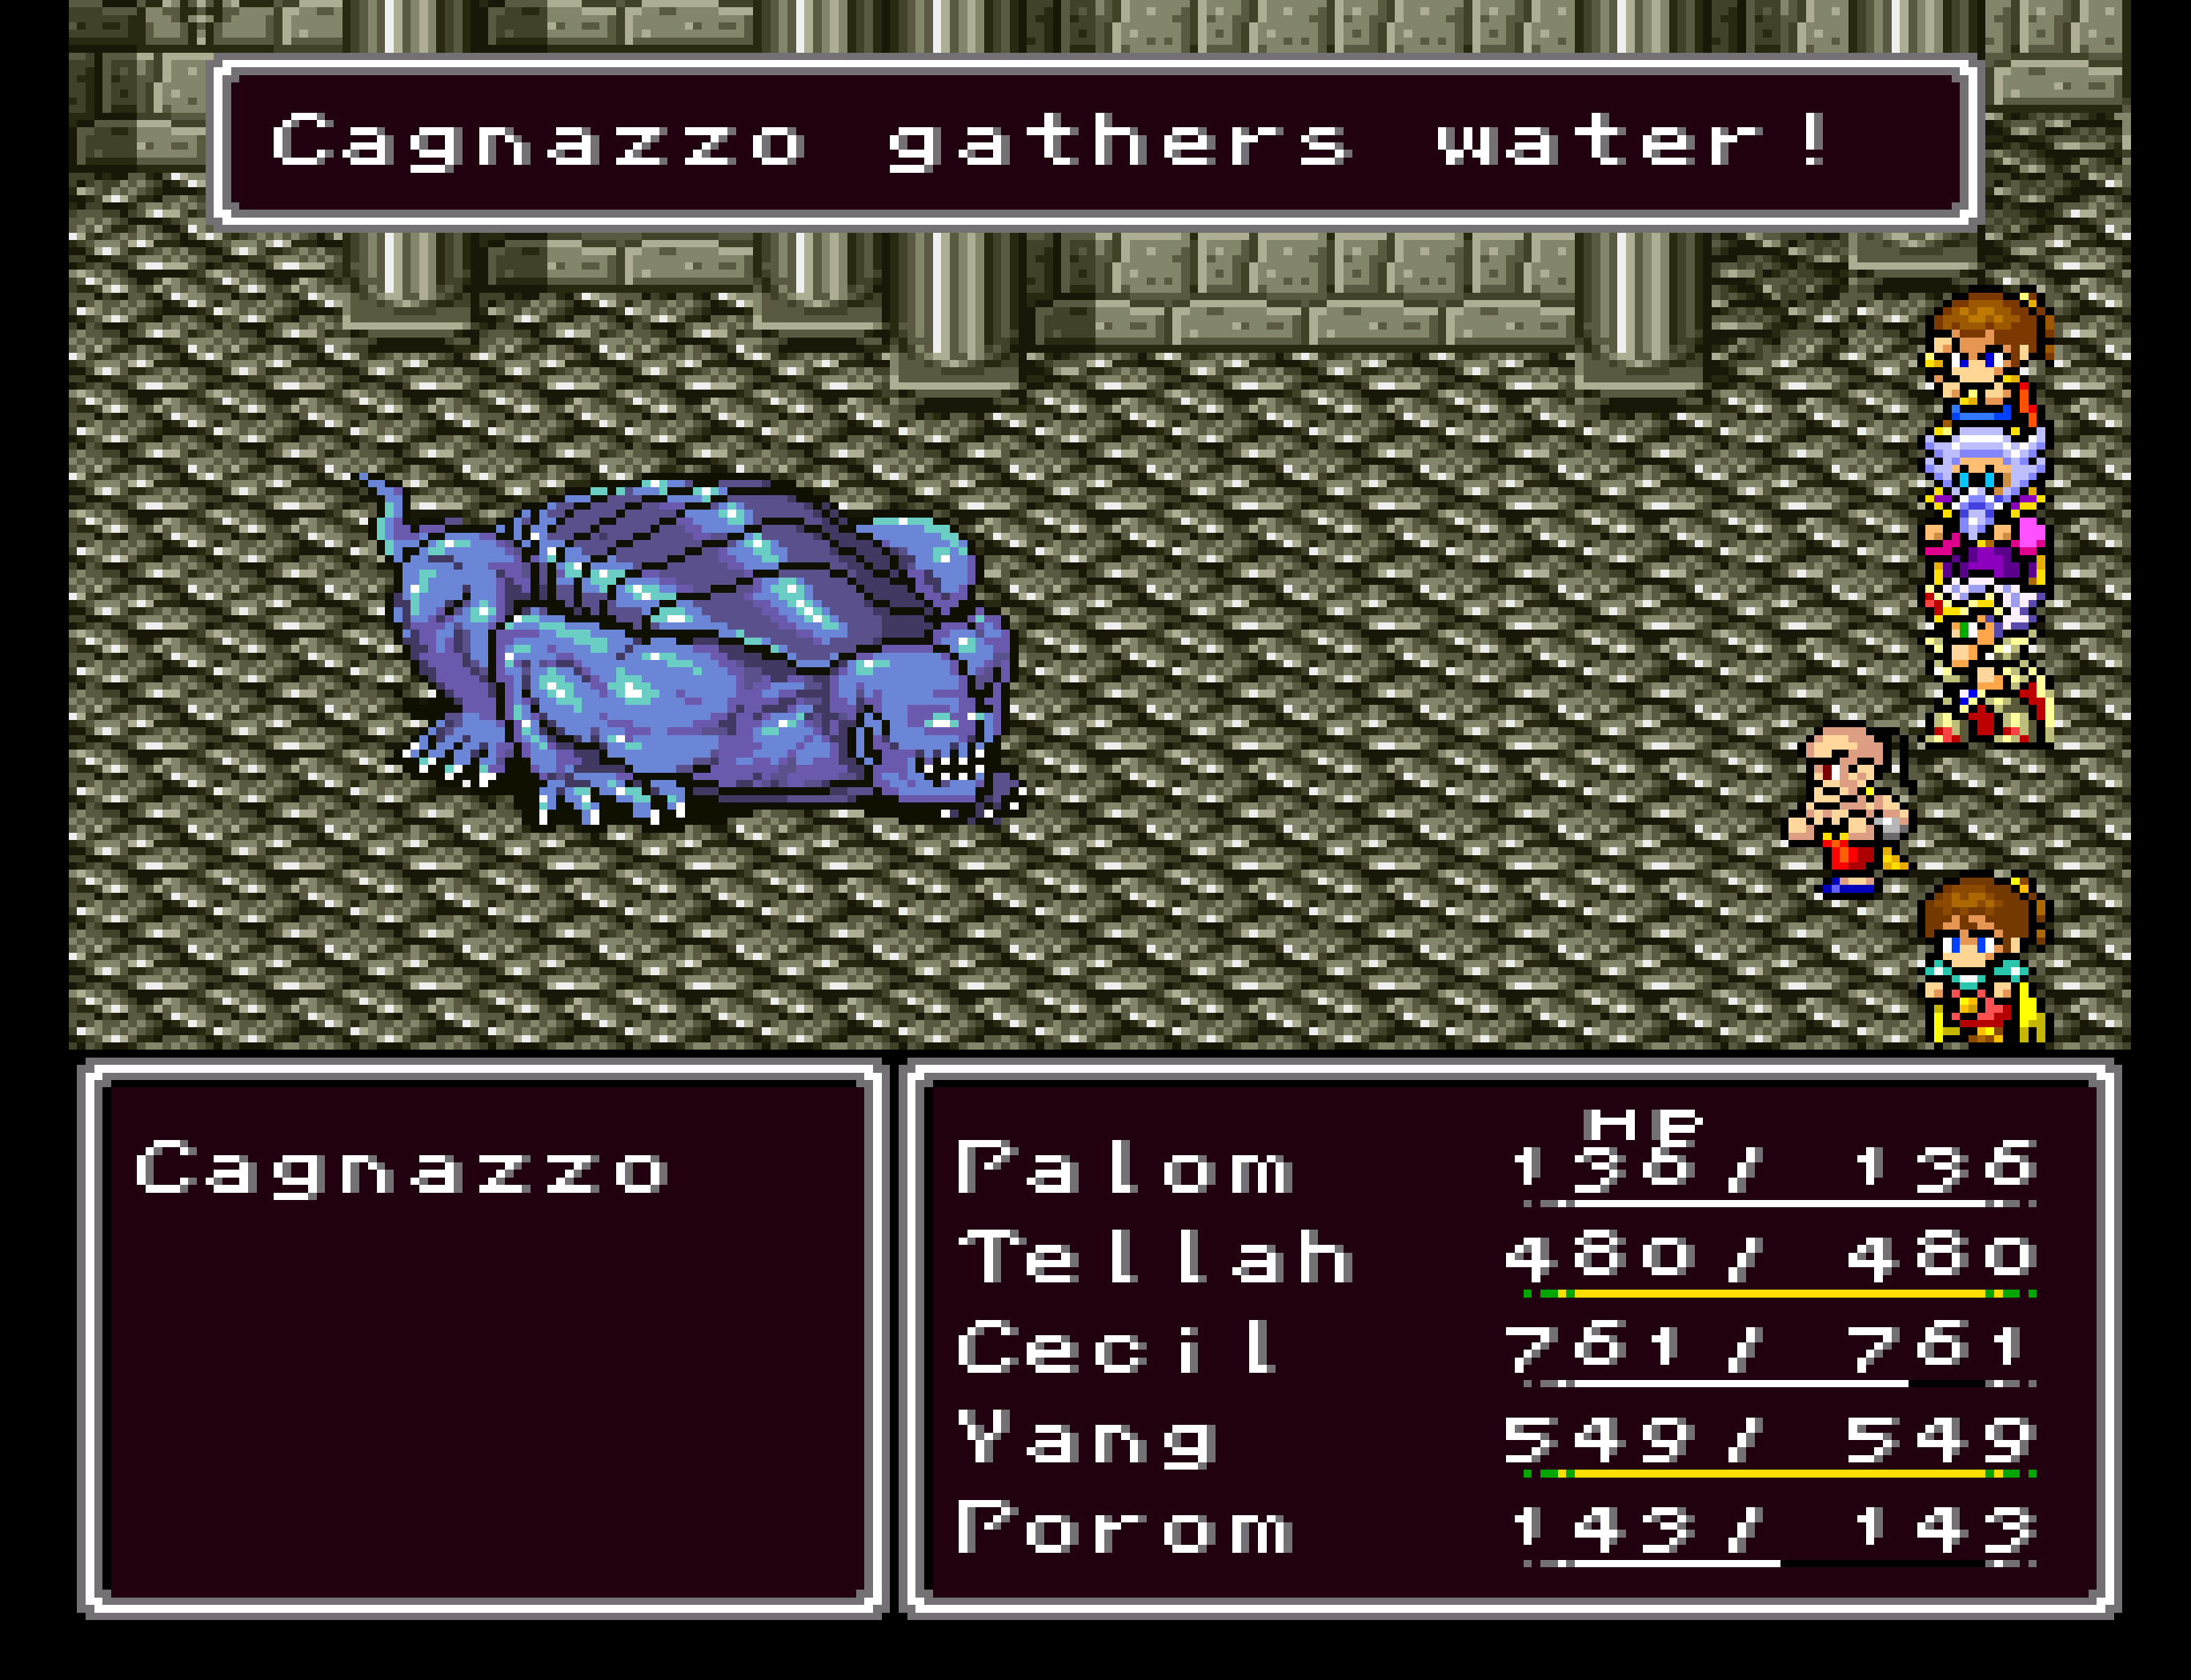 Cagnazzo gathers water!
Cagnazzo
HP
Palom 136/ 136
Tellah 480/ 480
Cecil 761/ 761
Yang 549/ 549
Porom 143/ 143